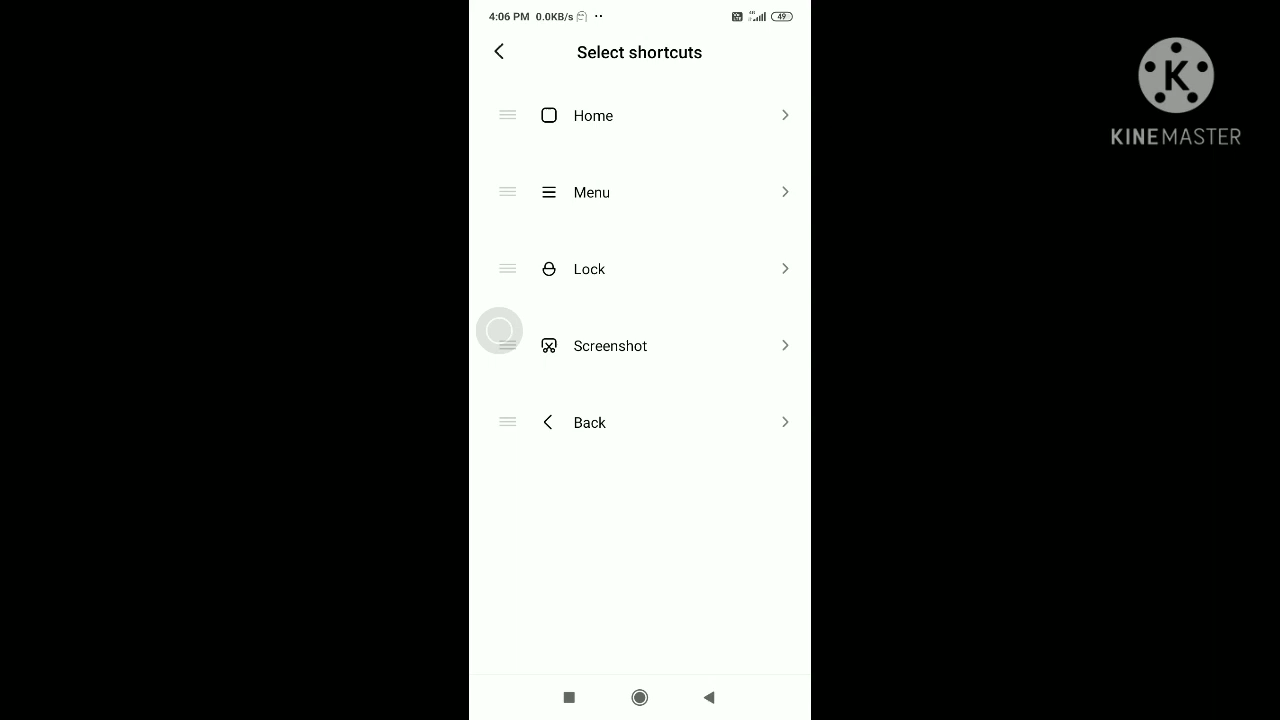 4:06 PM 0.0KB/s
49
Select shortcuts
Home
Menu
Lock
Screenshot
Back
K
KINEMASTER